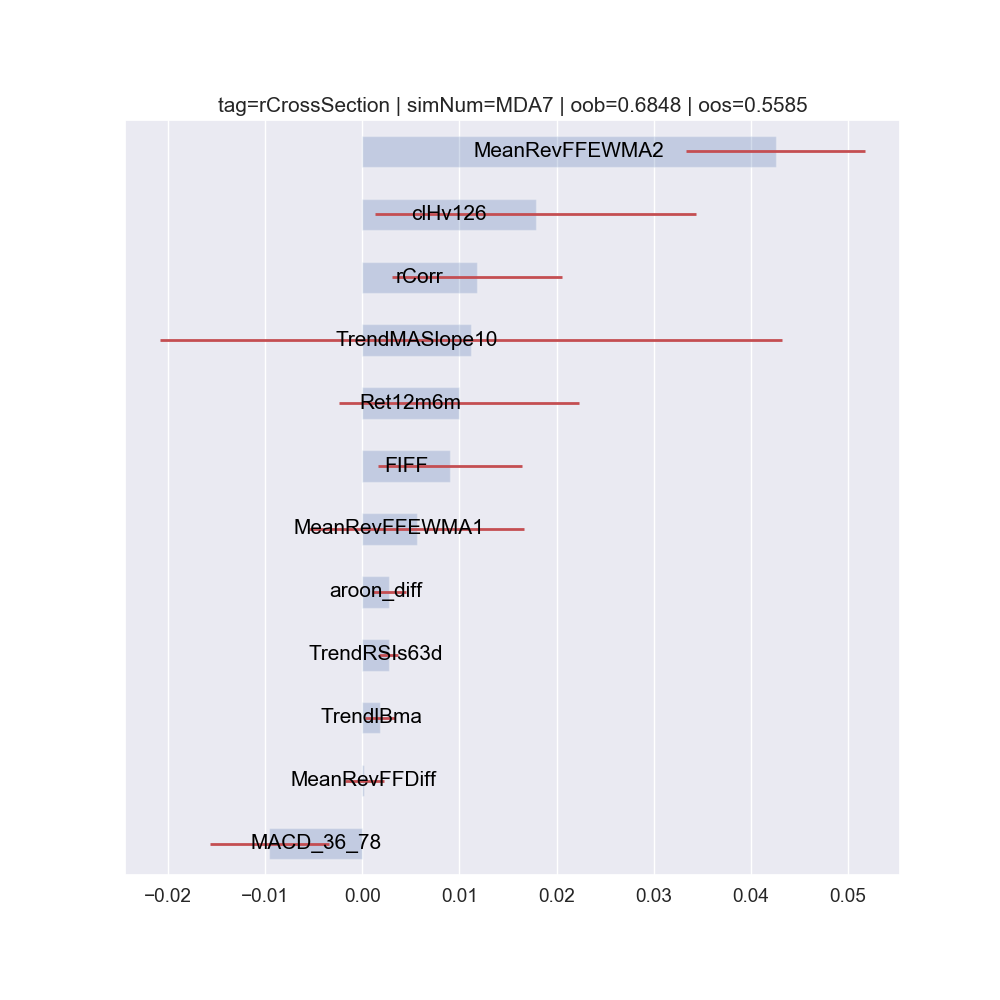 tag=rCrossSection | simNum=MDA7 | oob=0.6848 | oos=0.5585
MeanRevFFEWMA2
clHv126
rCorr
TrendMASlope10
Ret12m6m
FIFF
MeanRevFFEWMA1
aroon_diff
TrendRSIs63d
TrendIBma
MeanRevFFDiff
MACD_36_78
−0.02 −0.01 0.00 0.01 0.02 0.03 0.04 0.05